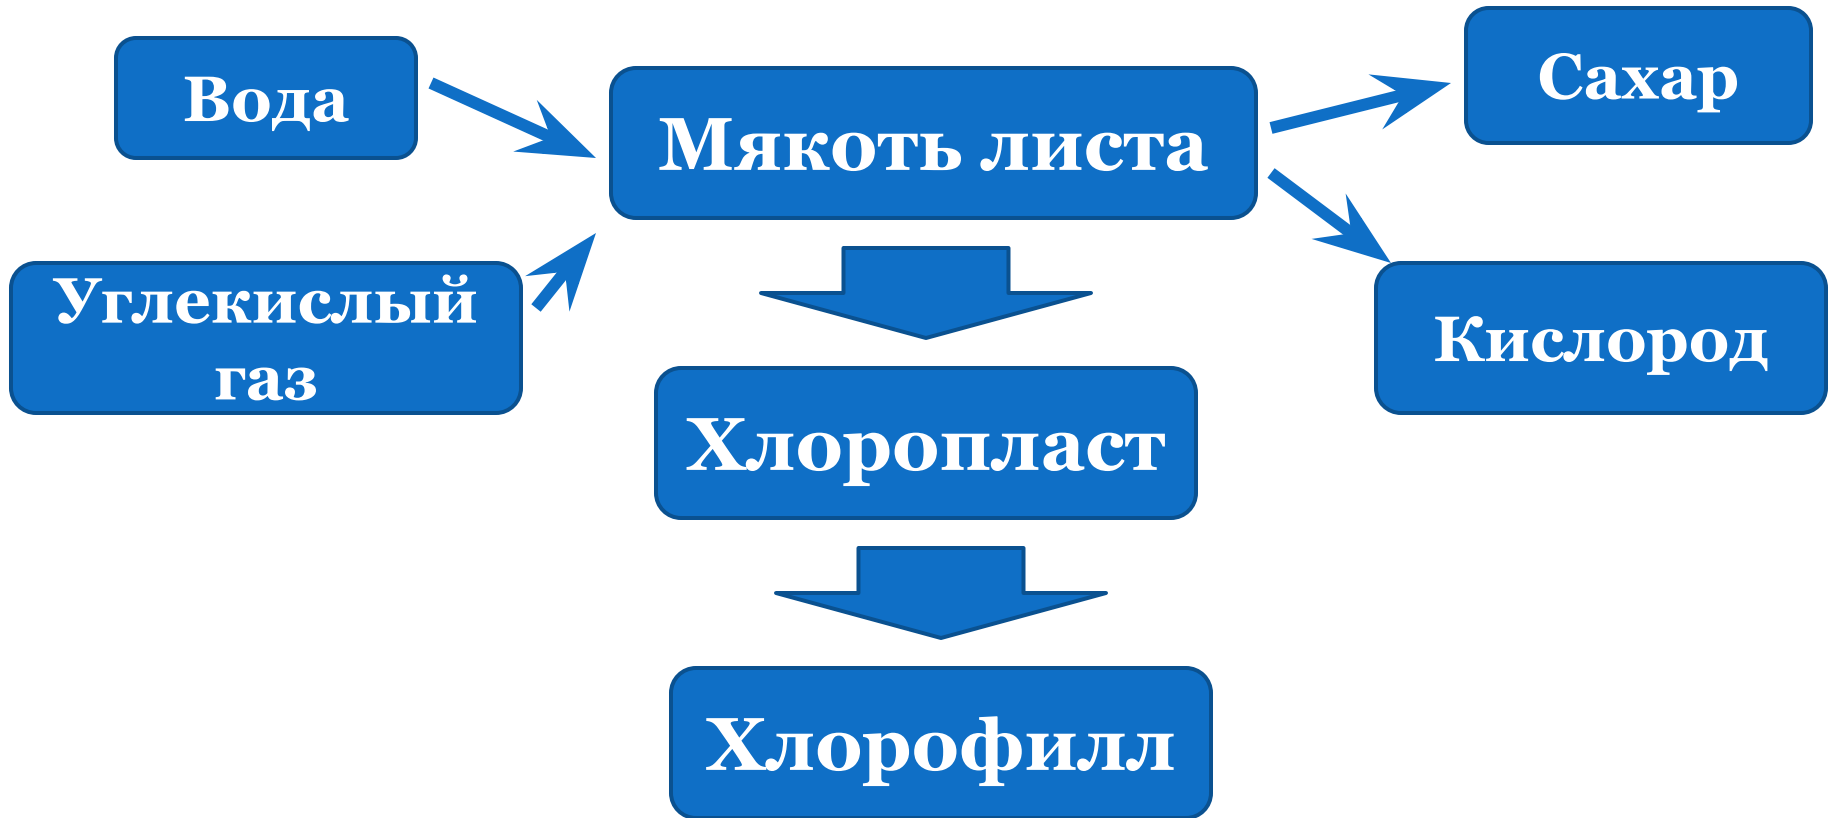 Вода
Мякоть листа
Сахар
Углекислый
газ
Кислород
Хлоропласт
Хлорофилл